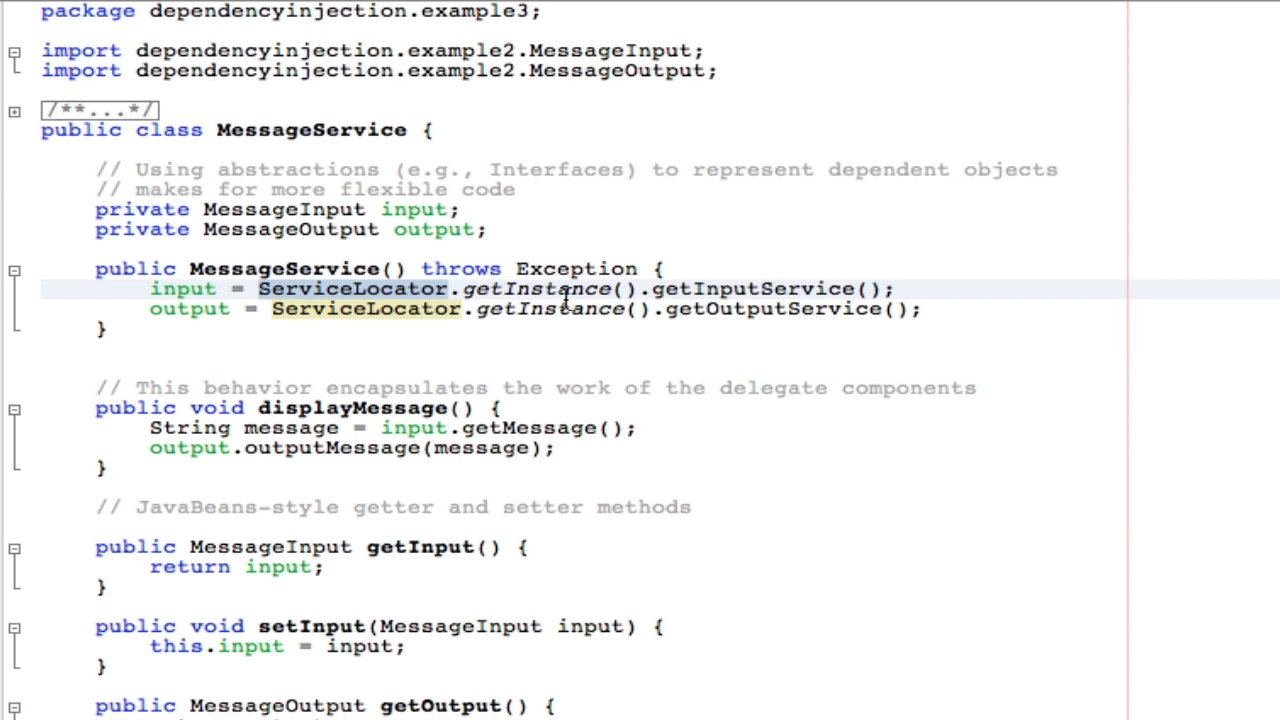 package dependencyinjection.example3;
import dependencyinjection.example2.MessageInput;
import dependencyinjection.example2.MessageOutput;
/**...*/
public class MessageService {
// Using abstractions (e.g., Interfaces) to represent dependent objects
// makes for more flexible code
private MessageInput input;
private MessageOutput output;
public MessageService() throws Exception {
input = ServiceLocator.getInstance().getInputService();
output = ServiceLocator.getInstance().getOutputService();
}
// This behavior encapsulates the work of the delegate components
public void displayMessage() {
String message = input.getMessage();
output.outputMessage(message);
}
// JavaBeans-style getter and setter methods
public MessageInput getInput() {
return input;
}
public void setInput(MessageInput input) {
this.input = input;
}
public MessageOutput getOutput() {